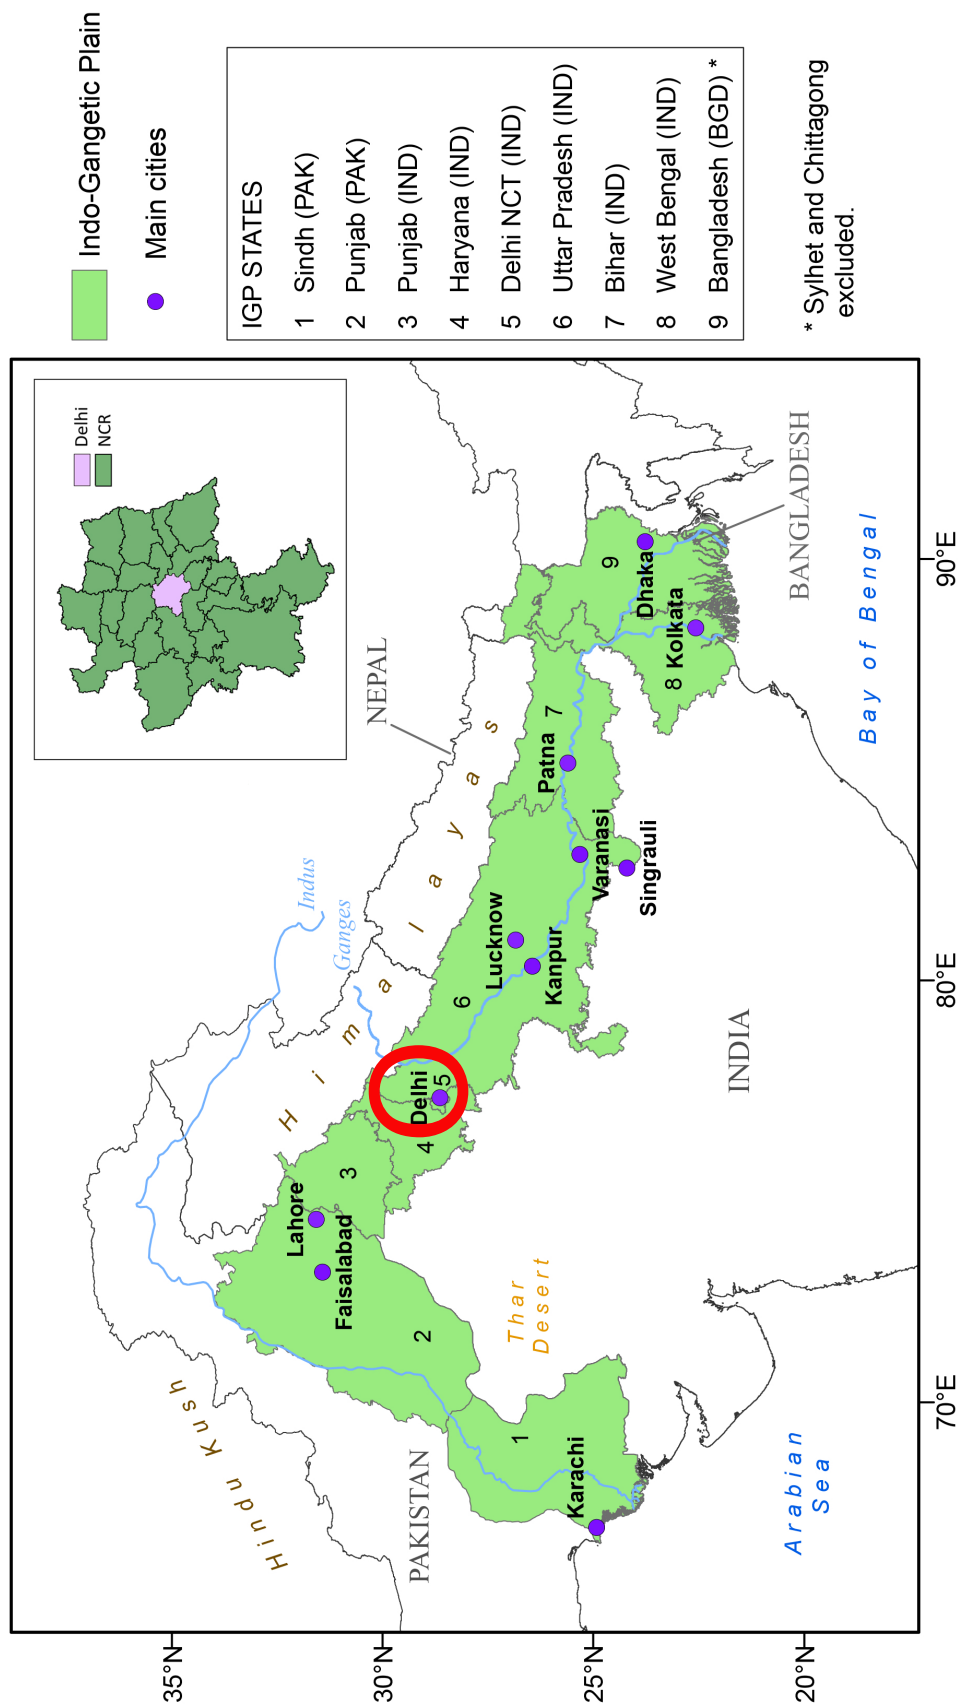 Indo-Gangetic Plain
Main cities
IGP STATES
1 Sindh (PAK)
2 Punjab (PAK)
3 Punjab (IND)
4 Haryana (IND)
5 Delhi NCT (IND)
6 Uttar Pradesh (IND)
7 Bihar (IND)
8 West Bengal (IND)
9 Bangladesh (BGD) *
* Sylhet and Chittagong
excluded.
Delhi
NCR
35°N
30°N
25°N
20°N
70°E
80°E
90°E
Hindu Kush
Himalayas
Indus
Ganges
NEPAL
PAKISTAN
INDIA
BANGLADESH
Thar
Desert
Arabian
Sea
Bay of Bengal
Lahore
Faisalabad
Karachi
Delhi
Lucknow
Kanpur
Varanasi
Singrauli
Patna
Dhaka
Kolkata
1
2
3
4
5
6
7
8
9